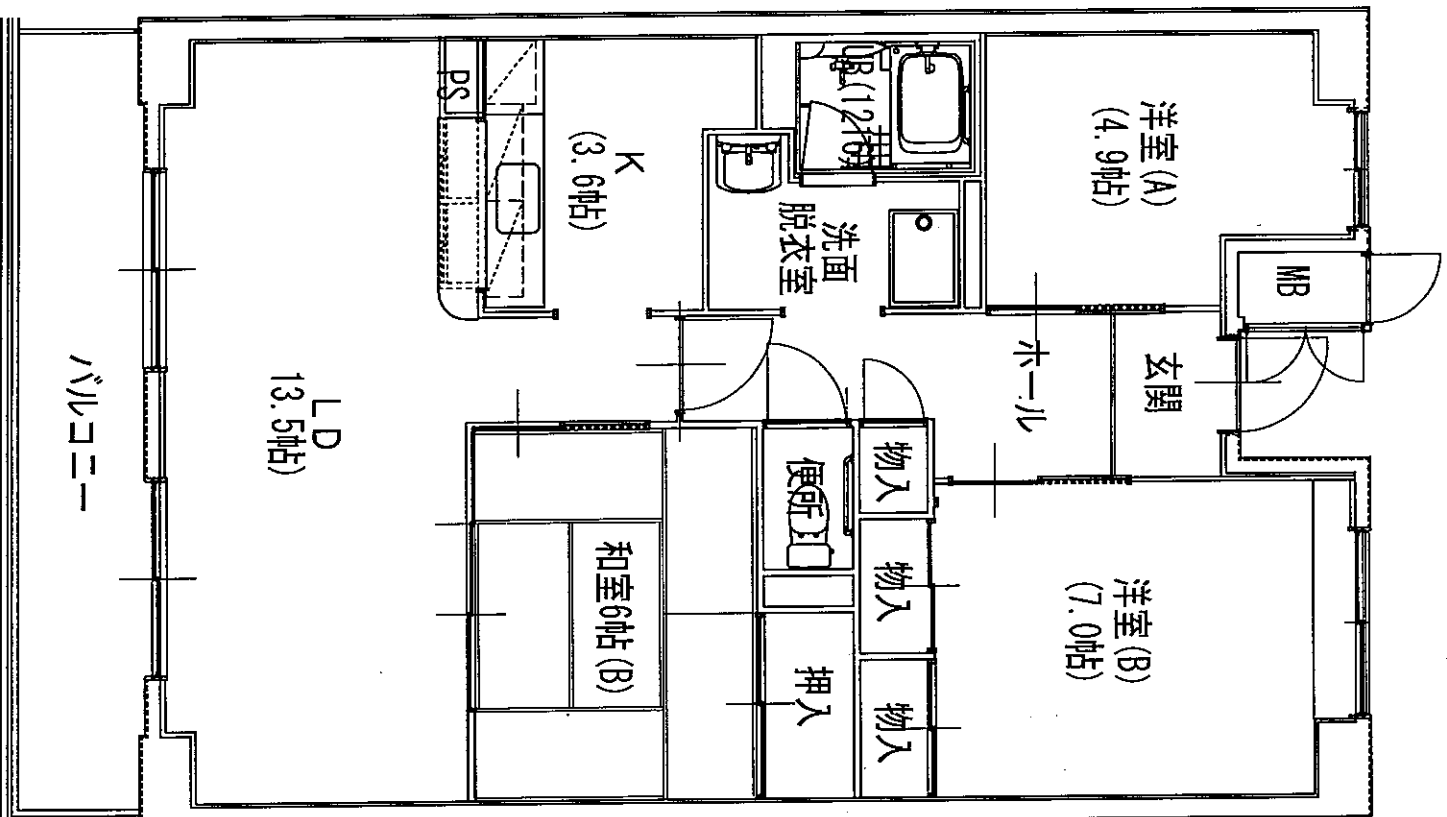 洋室(A)
(4.9帖)
MB
玄関
ホール
洋室(B)
(7.0帖)
洗面
脱衣室
物入
物入
物入
便所
押入
K
(3.6帖)
PS
和室6帖(B)
LD
13.5帖)
バルコニー